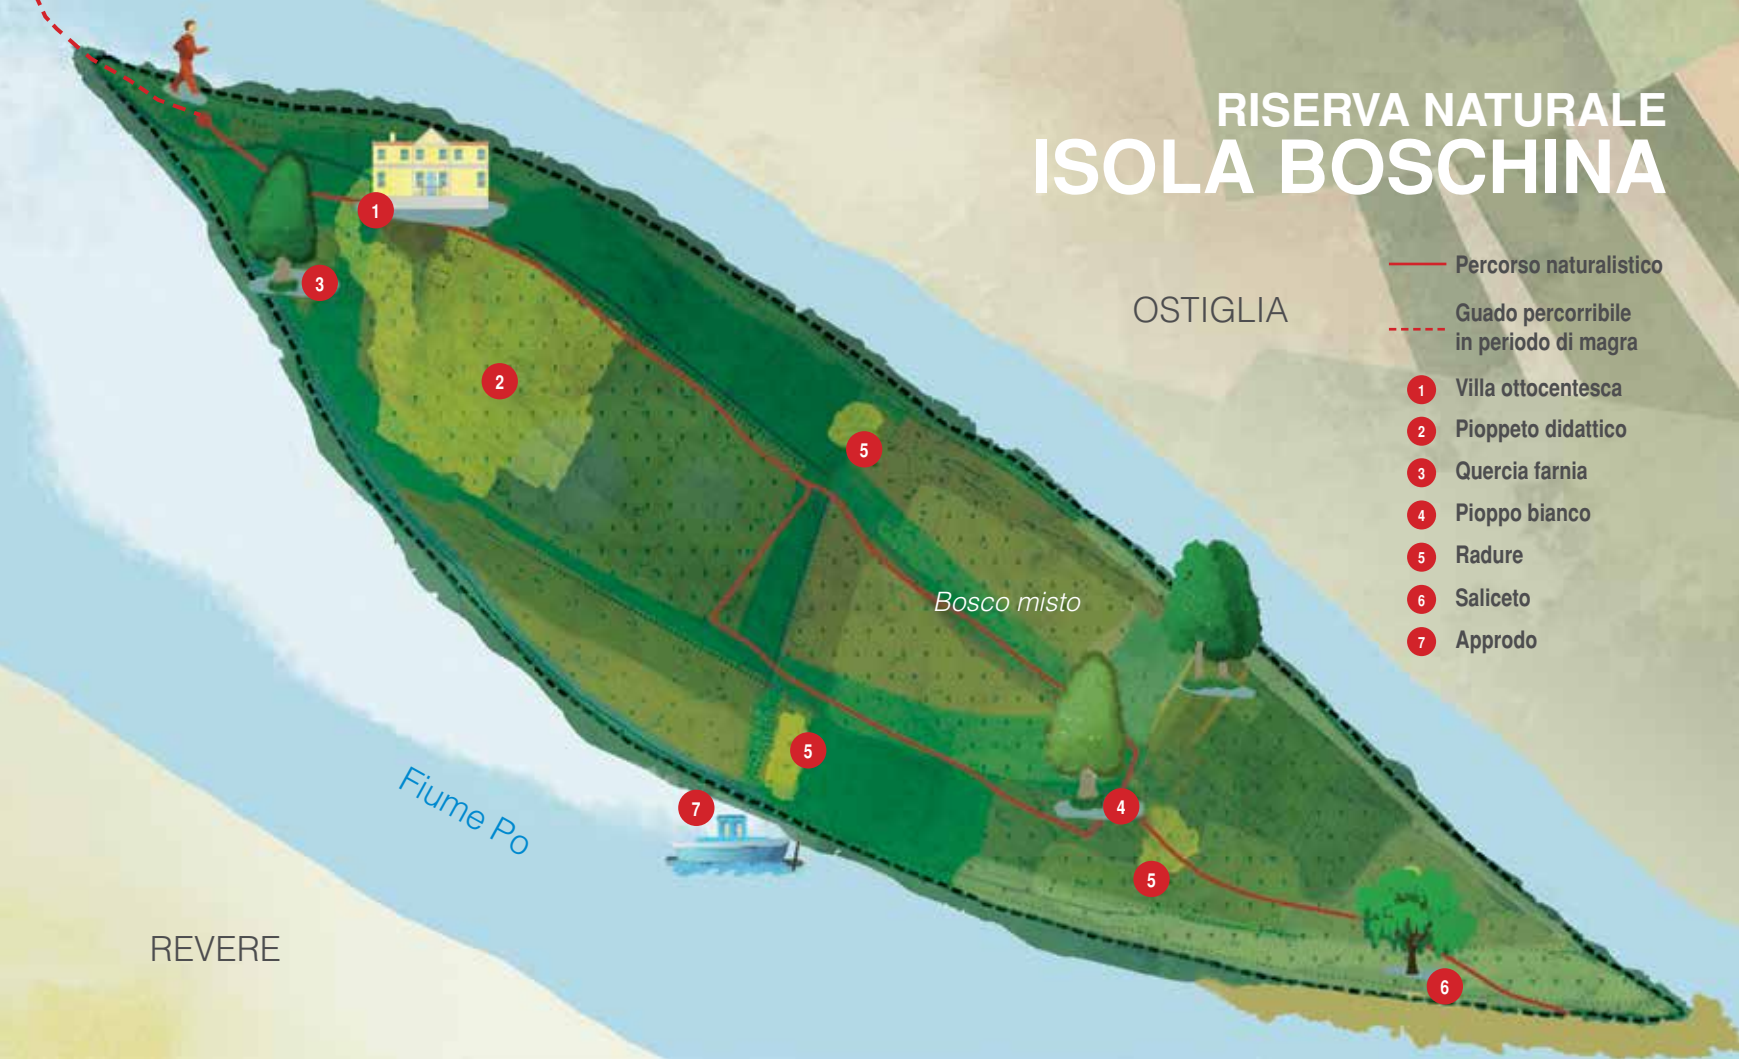 RISERVA NATURALE
ISOLA BOSCHINA
OSTIGLIA
Percorso naturalistico
Guado percorribile
in periodo di magra
1 Villa ottocentesca
2 Pioppeto didattico
3 Quercia farnia
4 Pioppo bianco
5 Radure
6 Saliceto
7 Approdo
1
3
2
5
Bosco misto
5
7
4
5
Fiume Po
REVERE
6